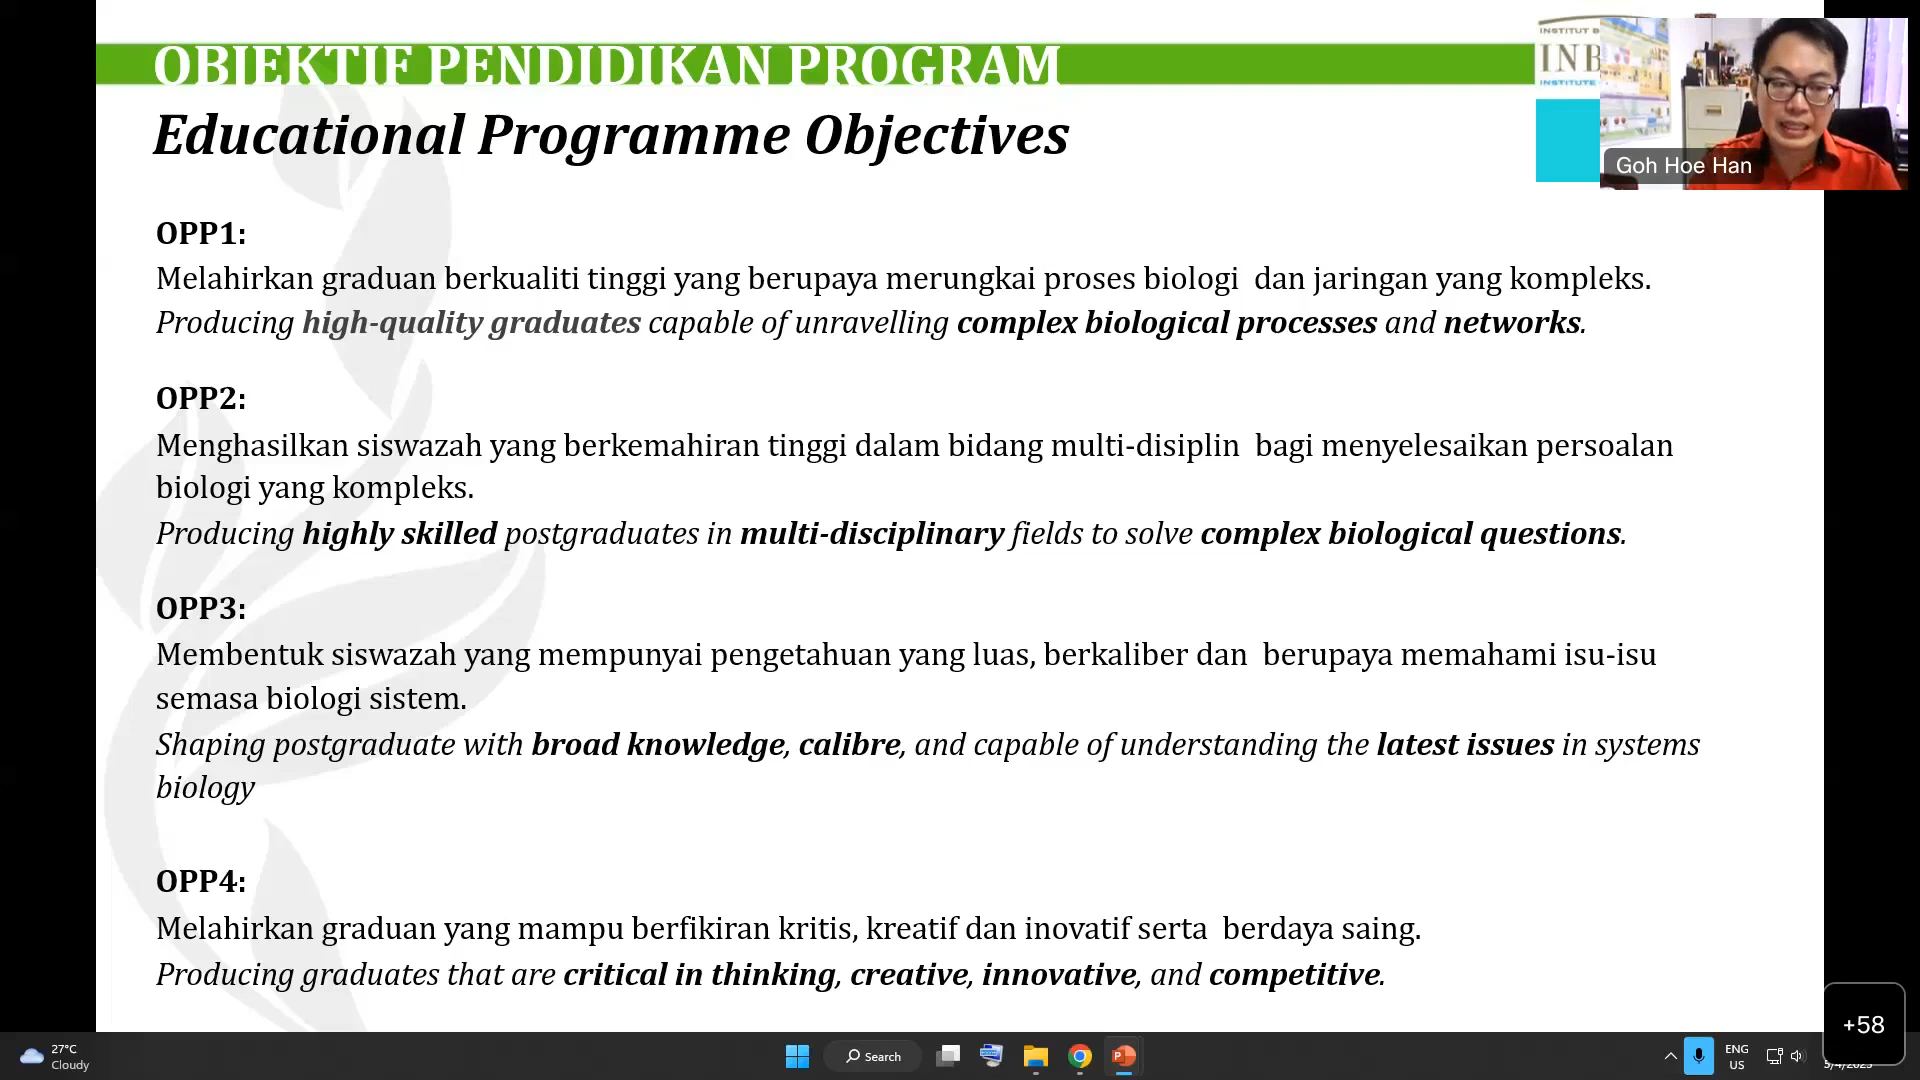 OBJEKTIF PENDIDIKAN PROGRAM
Educational Programme Objectives
INSTITUT B
INB
INSTITUTE
Goh Hoe Han
OPP1:
Melahirkan graduan berkualiti tinggi yang berupaya merungkai proses biologi dan jaringan yang kompleks.
Producing high-quality graduates capable of unravelling complex biological processes and networks.
OPP2:
Menghasilkan siswazah yang berkemahiran tinggi dalam bidang multi-disiplin bagi menyelesaikan persoalan
biologi yang kompleks.
Producing highly skilled postgraduates in multi-disciplinary fields to solve complex biological questions.
OPP3:
Membentuk siswazah yang mempunyai pengetahuan yang luas, berkaliber dan berupaya memahami isu-isu
semasa biologi sistem.
Shaping postgraduate with broad knowledge, calibre, and capable of understanding the latest issues in systems
biology
OPP4:
Melahirkan graduan yang mampu berfikiran kritis, kreatif dan inovatif serta berdaya saing.
Producing graduates that are critical in thinking, creative, innovative, and competitive.
+58
27°C
Cloudy
Search
ENG
US